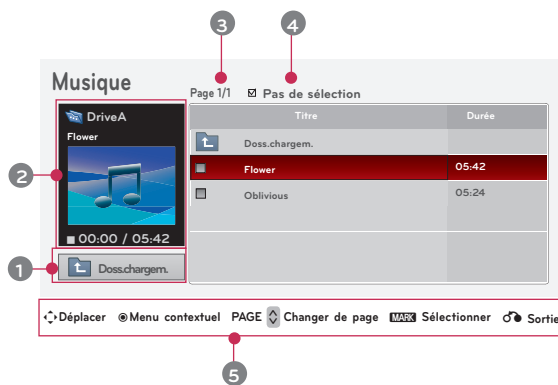 3 4
Musique
Page 1/1 Pas de sélection
DriveA
Flower
00:00 / 05:42
2
1
Doss.chargem.
Titre Durée
Doss.chargem.
Flower 05:42
Oblivious 05:24
Déplacer Menu contextuel PAGE Changer de page MARK Sélectionner Sortie
5